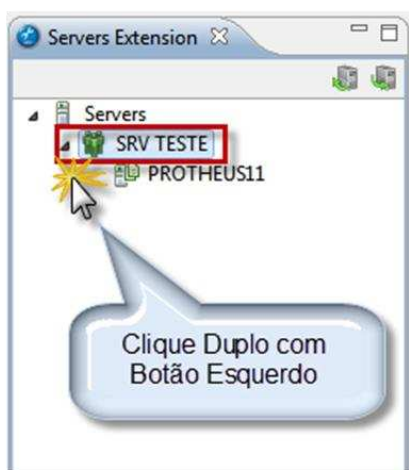 Servers Extension
Servers
SRV TESTE
PROTHEUS11
Clique Duplo com
Botão Esquerdo